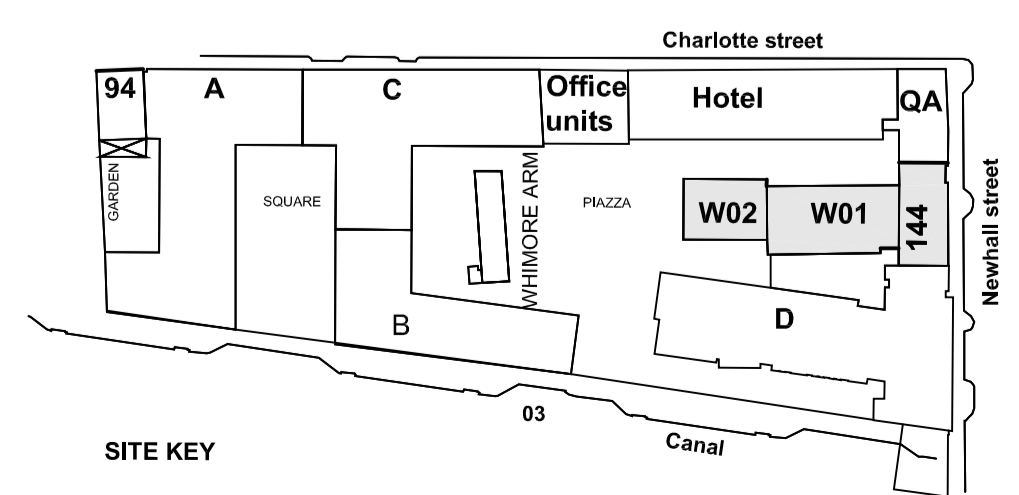 Charlotte street
94
A
C
Office
units
Hotel
QA
GARDEN
SQUARE
WHIMORE ARM
PIAZZA
W02
W01
144
Newhall street
B
D
03
Canal
SITE KEY